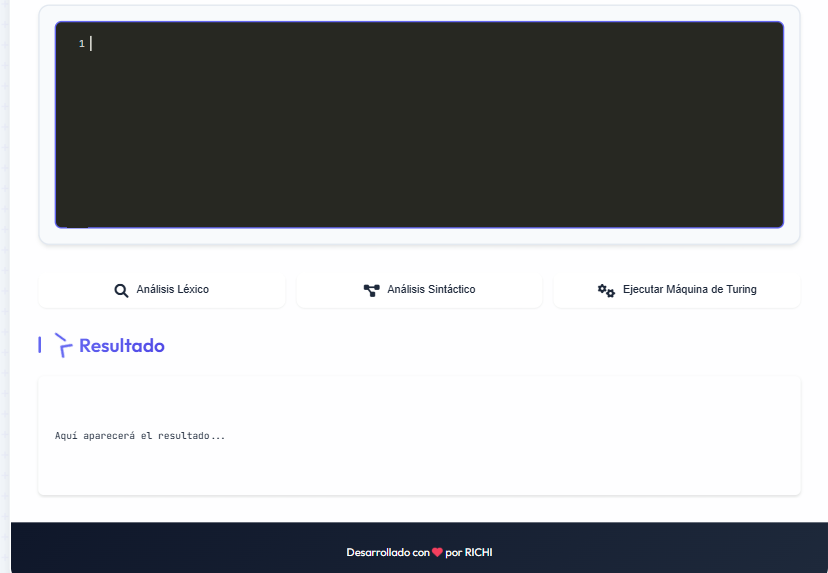 1
Análisis Léxico
Análisis Sintáctico
Ejecutar Máquina de Turing
Resultado
Aquí aparecerá el resultado...
Desarrollado con ❤ por RICHI